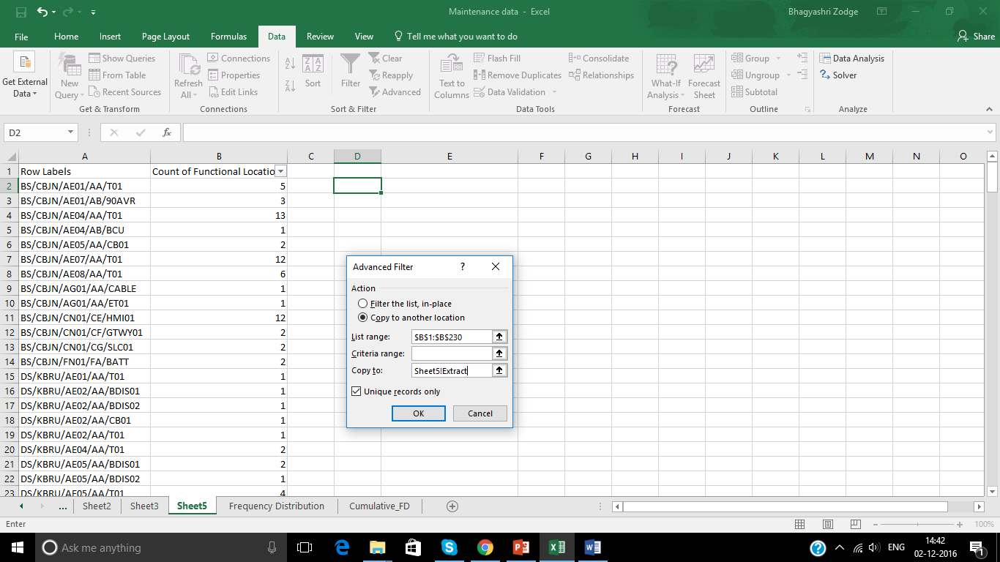 Maintenance data - Excel
Bhagyashri Zodge
File Home Insert Page Layout Formulas Data Review View Tell me what you want to do Share
Get External Data
New Query
Show Queries
From Table
Recent Sources
Get & Transform
Refresh All
Connections
Properties
Edit Links
Connections
Sort
Filter
Clear
Reapply
Advanced
Sort & Filter
Text to Columns
Flash Fill
Remove Duplicates
Data Validation
Consolidate
Relationships
Data Tools
What-If Analysis
Forecast Sheet
Forecast
Group
Ungroup
Subtotal
Outline
Data Analysis
Solver
Analyze
D2 fx
A B C D E F G H I J K L M N O
1 Row Labels Count of Functional Locatio
2 BS/CBJN/AE01/AA/T01 5
3 BS/CBJN/AE01/AB/90AVR 3
4 BS/CBJN/AE04/AA/T01 13
5 BS/CBJN/AE04/AB/BCU 1
6 BS/CBJN/AE05/AA/CB01 2
7 BS/CBJN/AE07/AA/T01 12
8 BS/CBJN/AE08/AA/T01 6
9 BS/CBJN/AG01/AA/CABLE 1
10 BS/CBJN/AG01/AA/ET01 1
11 BS/CBJN/CN01/CE/HMI01 12
12 BS/CBJN/CN01/CF/GTWY01 2
13 BS/CBJN/CN01/CG/SLC01 2
14 BS/CBJN/FN01/FA/BATT 2
15 DS/KBRU/AE01/AA/T01 1
16 DS/KBRU/AE02/AA/BDIS01 1
17 DS/KBRU/AE02/AA/BDIS02 1
18 DS/KBRU/AE02/AA/CB01 1
19 DS/KBRU/AE02/AA/T01 1
20 DS/KBRU/AE04/AA/T01 2
21 DS/KBRU/AE05/AA/BDIS01 2
22 DS/KBRU/AE05/AA/BDIS02 1
23 DS/KBRU/AE05/AA/T01 4
Advanced Filter ?
Action
Filter the list, in-place
Copy to another location
List range: $B$1:$B$230
Criteria range:
Copy to: Sheet5!Extract
Unique records only
OK Cancel
... Sheet2 Sheet3 Sheet5 Frequency Distribution Cumulative_FD
Enter 100%
Ask me anything
ENG
14:42
02-12-2016
1